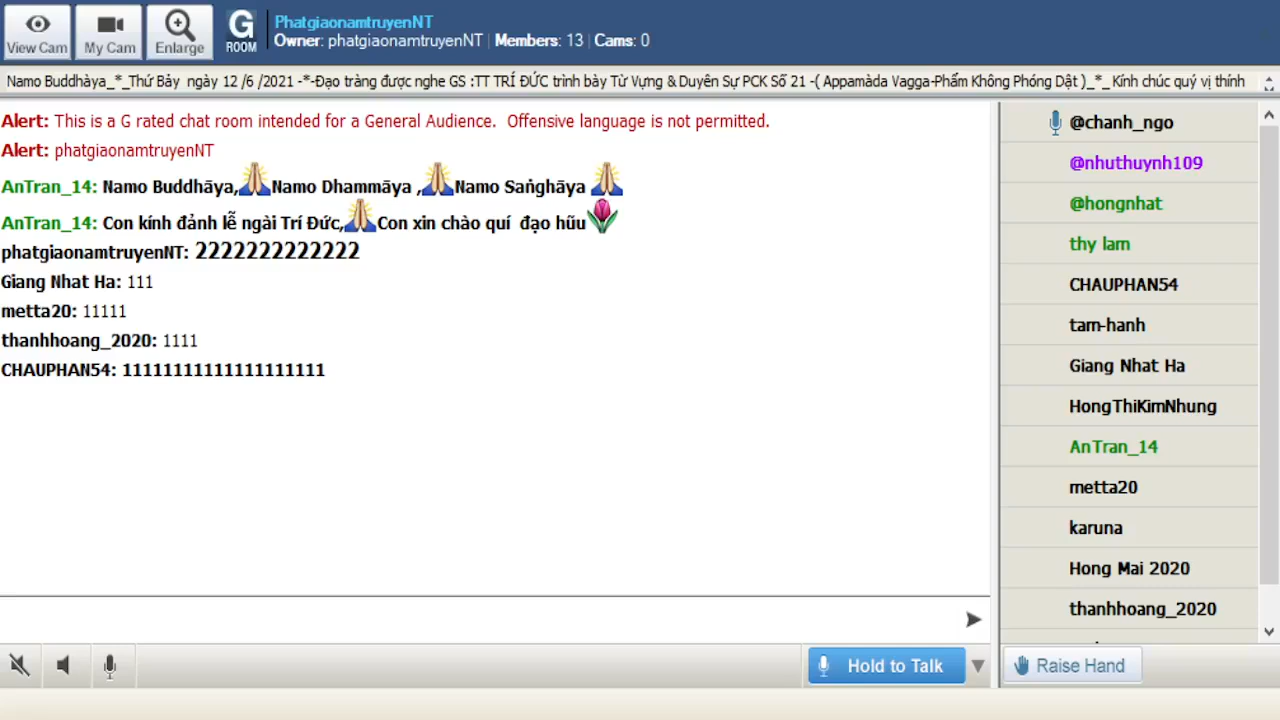 View Cam
My Cam
Enlarge
G
ROOM
PhatgiaonamtruyenNT
Owner: phatgiaonamtruyenNT | Members: 13 | Cams: 0
Namo Buddhàya_*_Thứ Bảy ngày 12 /6 /2021 -*-Đạo tràng được nghe GS :TT TRÍ ĐỨC trình bày Từ Vựng & Duyên Sự PCK Số 21 -( Appamàda Vagga-Phẩm Không Phóng Dật )_*_ Kính chúc quý vị thính
Alert: This is a G rated chat room intended for a General Audience. Offensive language is not permitted.
Alert: phatgiaonamtruyenNT
AnTran_14: Namo Buddhāya,🙏Namo Dhammāya ,🙏Namo Saṅghāya 🙏
AnTran_14: Con kính đảnh lễ ngài Trí Đức,🙏Con xin chào quí đạo hữu🌷
phatgiaonamtruyenNT: 2222222222222
Giang Nhat Ha: 111
metta20: 11111
thanhhoang_2020: 1111
CHAUPHAN54: 11111111111111111111
@chanh_ngo
@nhuthuynh109
@hongnhat
thy lam
CHAUPHAN54
tam-hanh
Giang Nhat Ha
HongThiKimNhung
AnTran_14
metta20
karuna
Hong Mai 2020
thanhhoang_2020
Hold to Talk
Raise Hand